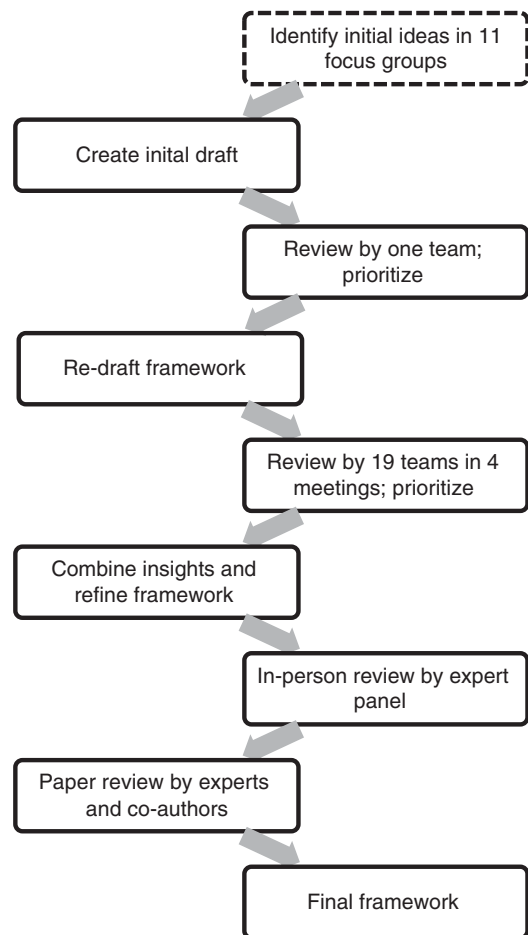 Identify initial ideas in 11
focus groups
Create inital draft
Review by one team;
prioritize
Re-draft framework
Review by 19 teams in 4
meetings; prioritize
Combine insights and
refine framework
In-person review by expert
panel
Paper review by experts
and co-authors
Final framework